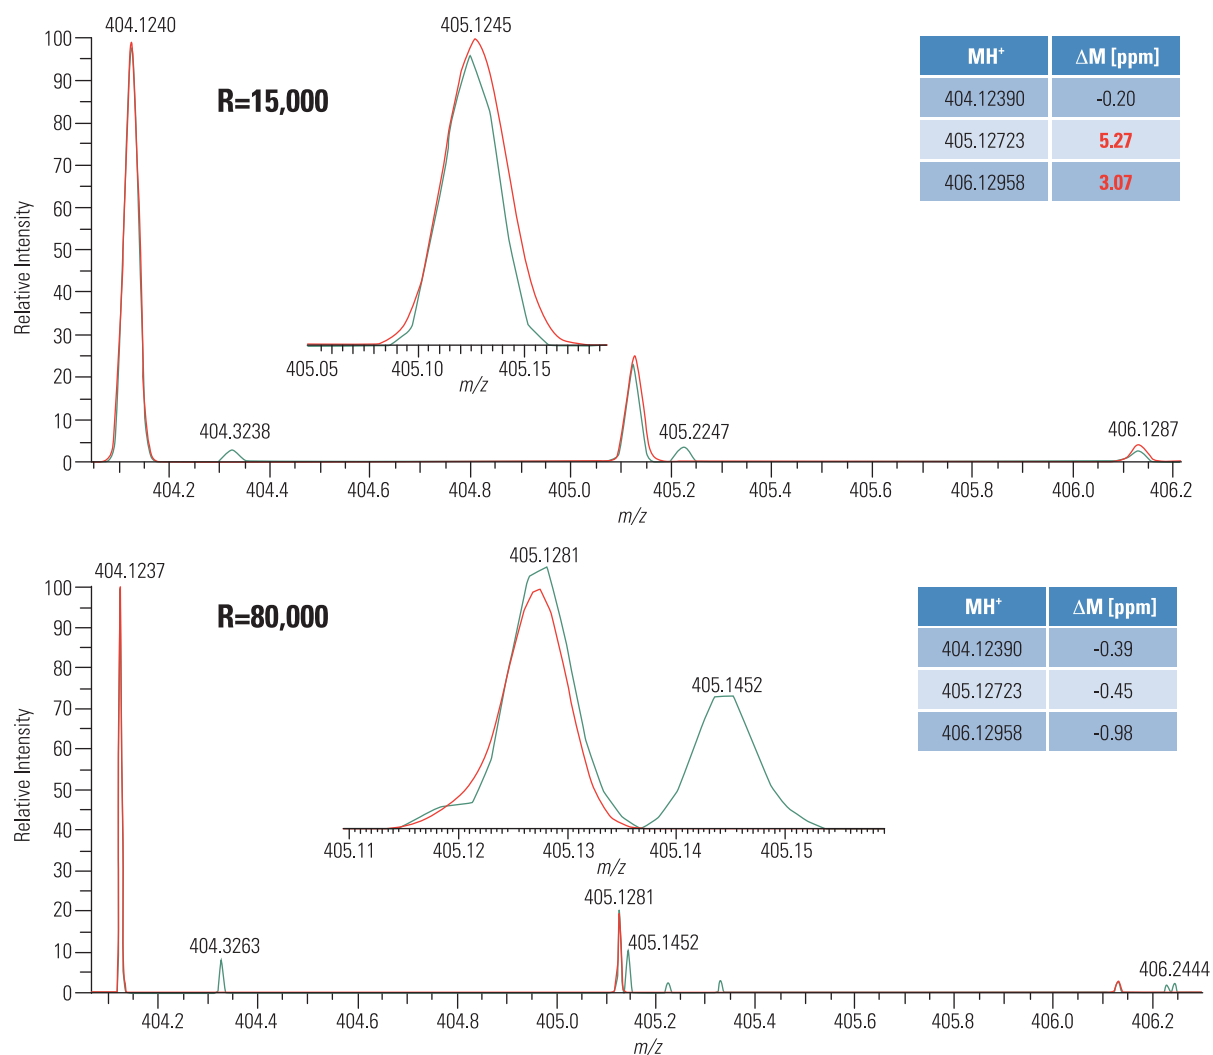 404.1240
405.1245
R=15,000
MH+ ΔM [ppm]
404.12390 -0.20
405.12723 5.27
406.12958 3.07
Relative Intensity
100
90
80
70
60
50
40
30
20
10
0
405.05 405.10 405.15
m/z
404.3238
405.2247
406.1287
404.2 404.4 404.6 404.8 405.0 405.2 405.4 405.6 405.8 406.0 406.2
m/z
404.1237
405.1281
R=80,000
MH+ ΔM [ppm]
404.12390 -0.39
405.12723 -0.45
406.12958 -0.98
Relative Intensity
100
90
80
70
60
50
40
30
20
10
0
405.1452
405.11 405.12 405.13 405.14 405.15
m/z
404.3263
405.1281
405.1452
406.2444
404.2 404.4 404.6 404.8 405.0 405.2 405.4 405.6 405.8 406.0 406.2
m/z